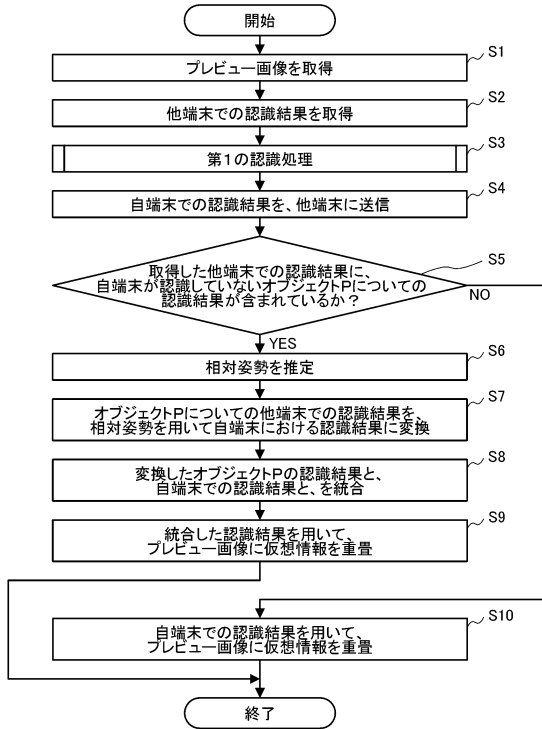 開始
S1
プレビュー画像を取得
S2
他端末での認識結果を取得
S3
第1の認識処理
S4
自端末での認識結果を、他端末に送信
S5
取得した他端末での認識結果に、
自端末が認識していないオブジェクトPについての
認識結果が含まれているか?
NO
YES
S6
相対姿勢を推定
S7
オブジェクトPについての他端末での認識結果を、
相対姿勢を用いて自端末における認識結果に変換
S8
変換したオブジェクトPの認識結果と、
自端末での認識結果と、を統合
S9
統合した認識結果を用いて、
プレビュー画像に仮想情報を重畳
S10
自端末での認識結果を用いて、
プレビュー画像に仮想情報を重畳
終了